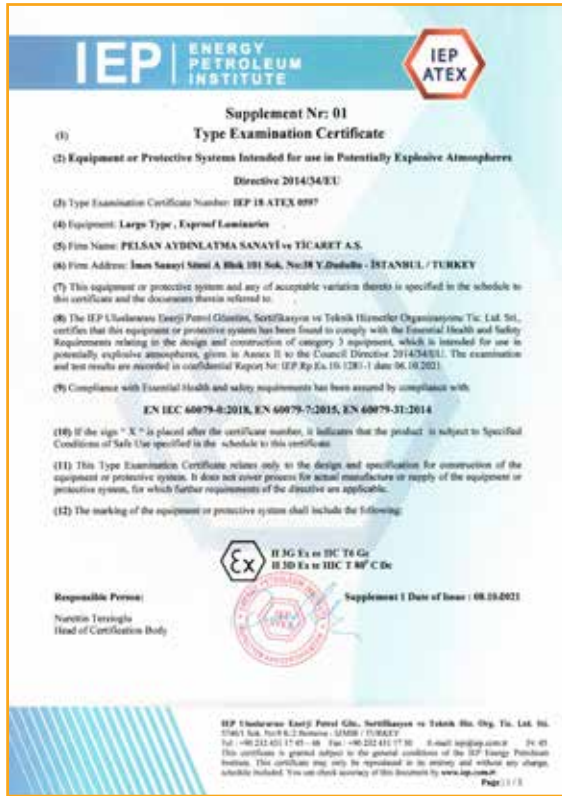 IEP
ENERGY
PETROLEUM
INSTITUTE
IEP
ATEX
Supplement Nr: 01
(1) Type Examination Certificate
(2) Equipment or Protective Systems Intended for use in Potentially Explosive Atmospheres
Directive 2014/34/EU
(3) Type Examination Certificate Number: IEP 18 ATEX 0597
(4) Equipment: Large Type , Exproof Luminaries
(5) Firm Name: PELSAN AYDINLATMA SANAYİ ve TİCARET A.S.
(6) Firm Address: İmes Sanayi Sitesi A Blok 101 Sok. No:38 Y.Dudullu - İSTANBUL / TURKEY
(7) This equipment or protective system and any of acceptable variation thereto is specified in the schedule to
this certificate and the documents therein referred to.
(8) The IEP Uluslararası Enerji Petrol Gözetim, Sertifikasyon ve Teknik Hizmetler Organizasyonu Tic. Ltd. Sti.,
certifies that this equipment or protective system has been found to comply with the Essential Health and Safety
Requirements relating to the design and construction of category 3 equipment, which is intended for use in
potentially explosive atmospheres, given in Annex II to the Council Directive 2014/34/EU. The examination
and test results are recorded in confidential Report Nr: IEP.Rp.Ex.10-1281-1 date 06.10.2021.
(9) Compliance with Essential Health and safety requirements has been assured by compliance with:
EN IEC 60079-0:2018, EN 60079-7:2015, EN 60079-31:2014
(10) If the sign " X " is placed after the certificate number, it indicates that the product is subject to Specified
Conditions of Safe Use specified in the schedule to this certificate.
(11) This Type Examination Certificate relates only to the design and specification for construction of the
equipment or protective system. It does not cover process for actual manufacture or supply of the equipment or
protective system, for which further requirements of the directive are applicable.
(12) The marking of the equipment or protective system shall include the following:
Ex
II 3G Ex ec IIC T6 Gc
II 3D Ex tc IIIC T 80° C Dc
Responsible Person:
Supplement 1 Date of Issue : 08.10.2021
Nurettin Terzioglu
Head of Certification Body
IEP
ATEX
IEP Uluslararası Enerji Petrol Göz. Sertifikasyon ve Teknik Hiz. Org. Tic. Ltd. Sti.
This certificate is granted subject to the general conditions of the IEP Energy Petroleum
Institute. This certificate may only be reproduced in its entirety and without any change,
schedule included. You can check accuracy of this document by www.iep.com.tr
Page 1 / 3